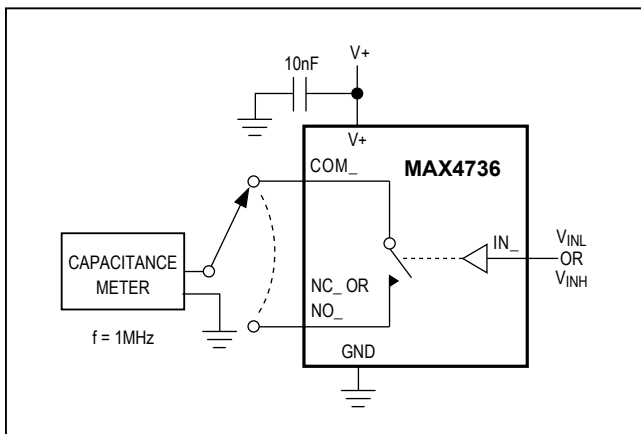 V+
10nF
V+
MAX4736
COM_
IN_
V_INL
OR
V_INH
CAPACITANCE
METER
NC_ OR
NO_
f = 1MHz
GND